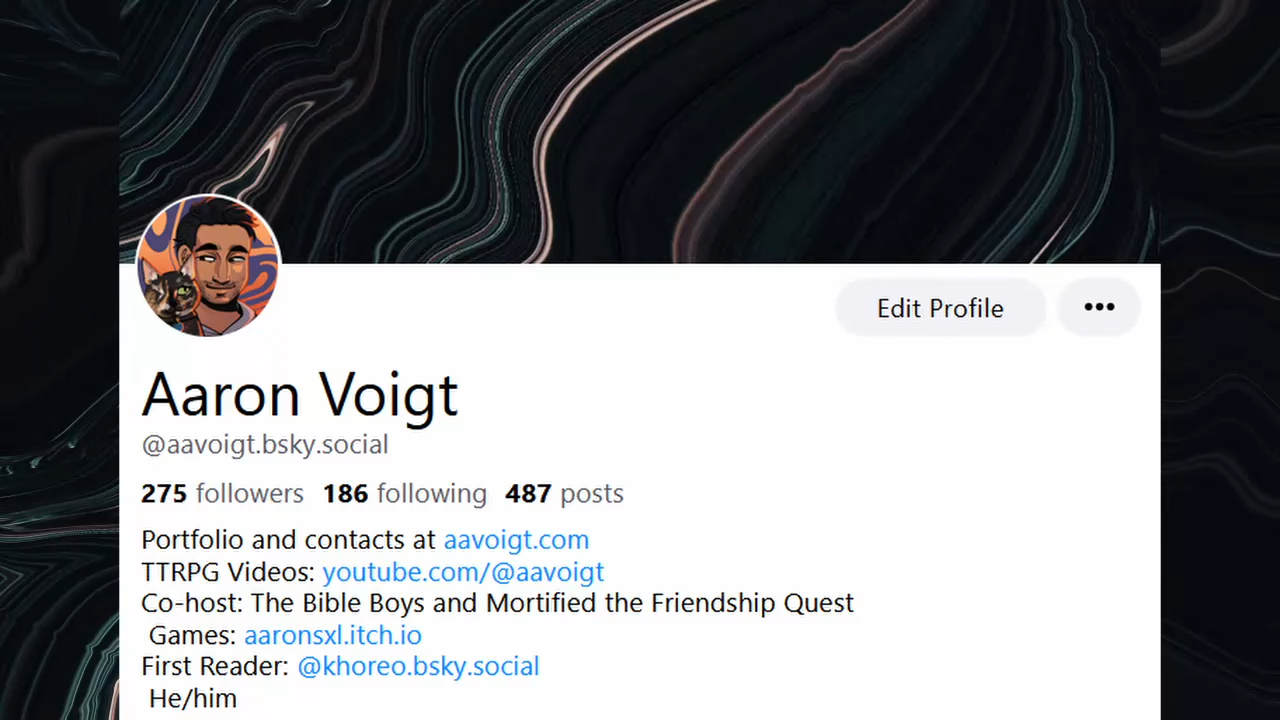 Edit Profile
Aaron Voigt
@aavoigt.bsky.social
275 followers 186 following 487 posts
Portfolio and contacts at aavoigt.com
TTRPG Videos: youtube.com/@aavoigt
Co-host: The Bible Boys and Mortified the Friendship Quest
Games: aaronsxl.itch.io
First Reader: @khoreo.bsky.social
He/him